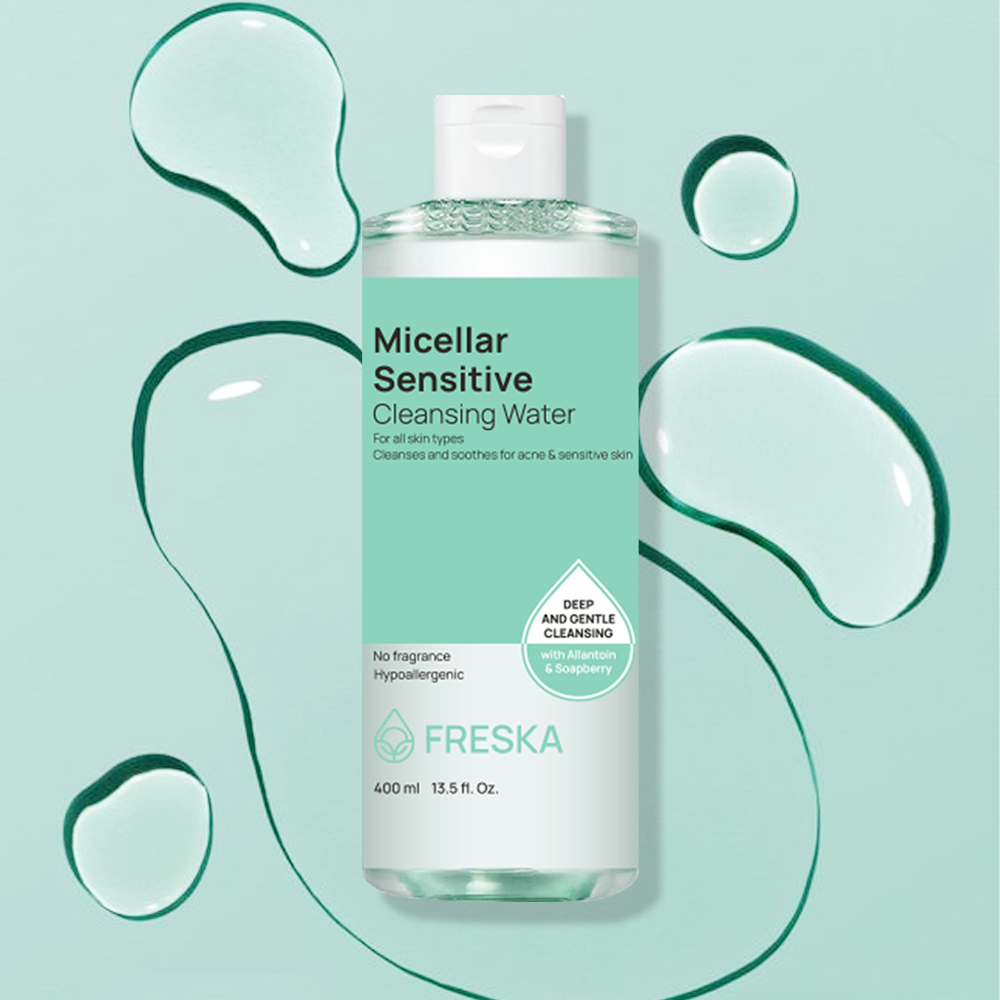 Micellar
Sensitive
Cleansing Water
For all skin types
Cleanses and soothes for acne & sensitive skin
DEEP
AND GENTLE
CLEANSING
with Allantoin
& Soapberry
No fragrance
Hypoallergenic
FRESKA
400 ml 13.5 fl. Oz.